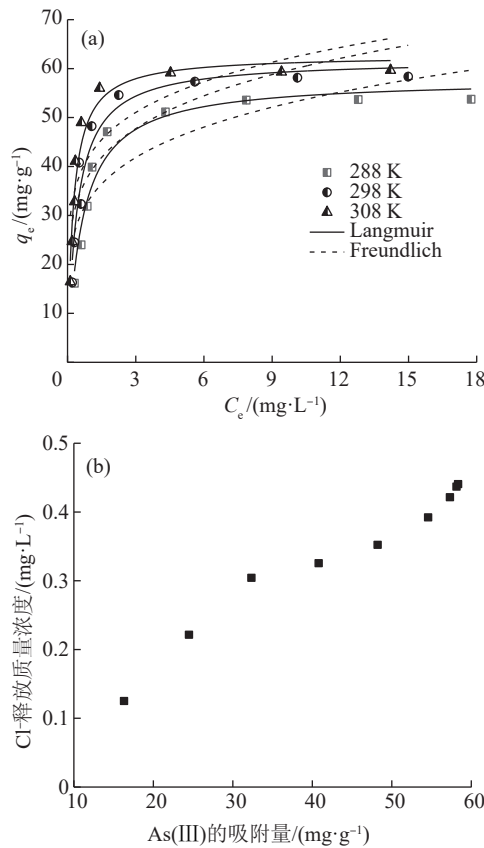 (a)
70
60
50
40
30
20
10
qe/(mg·g⁻¹)
288 K
298 K
308 K
Langmuir
Freundlich
0 3 6 9 12 15 18
Ce/(mg·L⁻¹)
(b)
0.5
0.4
0.3
0.2
0.1
0
Cl⁻释放质量浓度/(mg·L⁻¹)
10 20 30 40 50 60
As(III)的吸附量/(mg·g⁻¹)